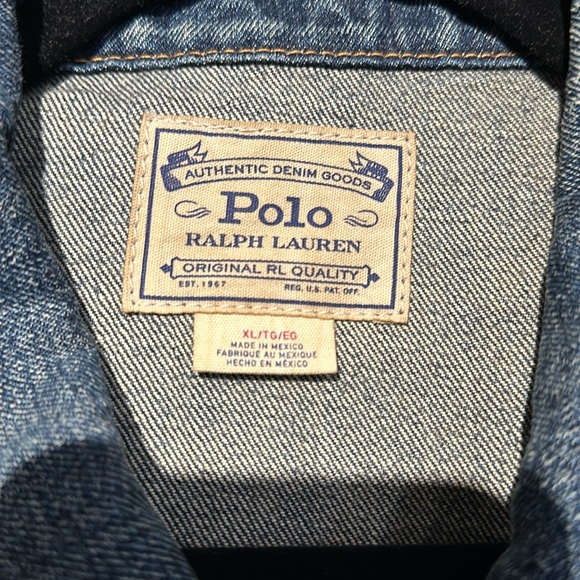 AUTHENTIC DENIM GOODS
Polo
RALPH LAUREN
ORIGINAL RL QUALITY
EST. 1967 REG. U.S. PAT. OFF.
XL/TG/EG
MADE IN MEXICO
FABRIQUÉ AU MEXIQUE
HECHO EN MÉXICO